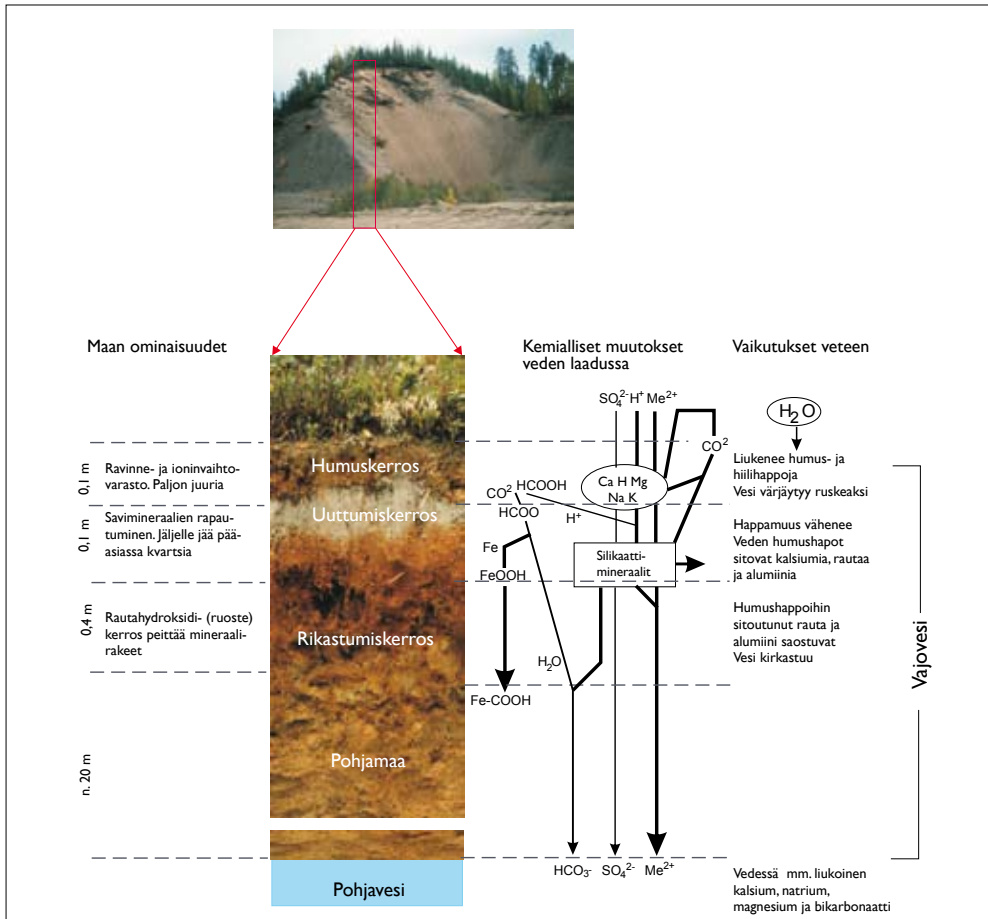 Maan ominaisuudet
Kemialliset muutokset
veden laadussa
Vaikutukset veteen
0,1 m
Ravinne- ja ioninvaihto-
varasto. Paljon juuria
0,1 m
Savimineraalien rapau-
tuminen. Jäljelle jää pää-
asiassa kvartsia
0,4 m
Rautahydroksidi- (ruoste)
kerros peittää mineraali-
rakeet
n. 20 m
Humuskerros
Uuttumiskerros
Rikastumiskerros
Pohjamaa
Pohjavesi
SO₄²⁻ H⁺ Me²⁺
CO²
Ca H Mg
Na K
CO² HCOOH
HCOO
H⁺
Fe
FeOOH
Silikaatti-
mineraalit
H₂O
Fe-COOH
HCO₃- SO₄²⁻ Me²⁺
H₂O
Liukenee humus- ja
hiilihappoja
Vesi värjäytyy ruskeaksi
Happamuus vähenee
Veden humushapot
sitovat kalsiumia, rautaa
ja alumiinia
Humushappoihin
sitoutunut rauta ja
alumiini saostuvat
Vesi kirkastuu
Vajovesi
Vedessä mm. liukoinen
kalsium, natrium,
magnesium ja bikarbonaatti